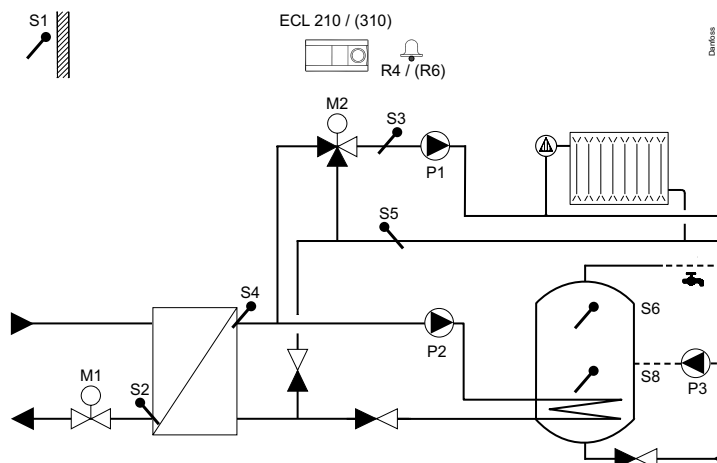 S1
ECL 210 / (310)
Danfoss
R4 / (R6)
M2
S3
P1
S5
S4
S6
P2
S8
P3
M1
S2